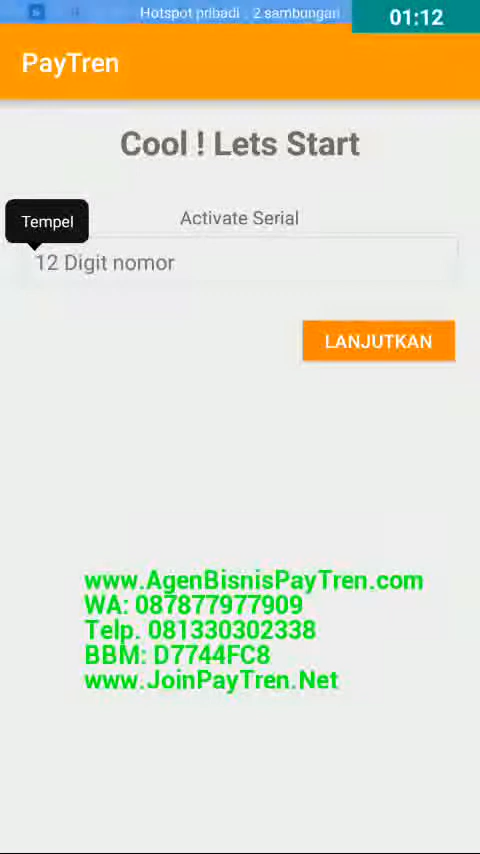 Hotspot pribadi
2 sambungan
01:12
PayTren
Cool ! Lets Start
Tempel
Activate Serial
12 Digit nomor
LANJUTKAN
www.AgenBisnisPayTren.com
WA: 087877977909
Telp. 081330302338
BBM: D7744FC8
www.JoinPayTren.Net